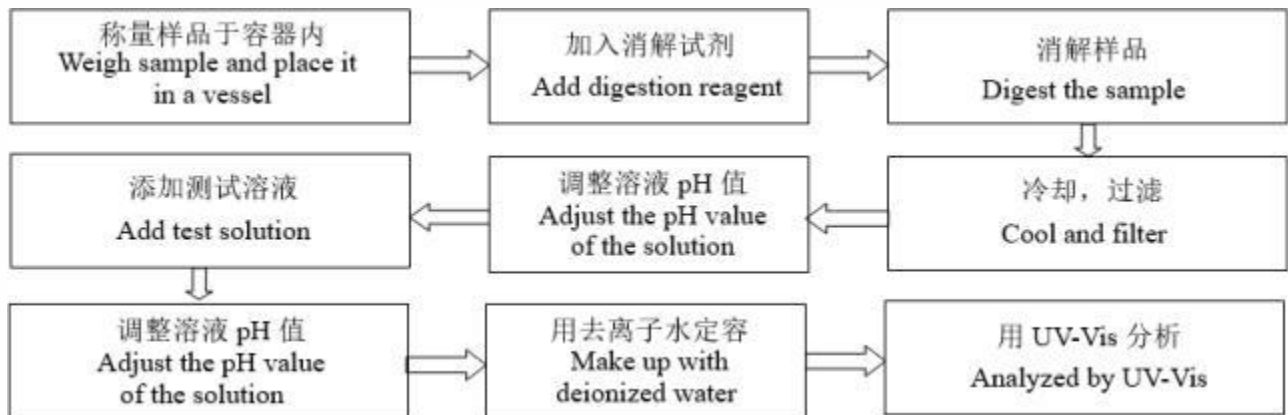 称量样品于容器内
Weigh sample and place it
in a vessel
加入消解试剂
Add digestion reagent
消解样品
Digest the sample
冷却，过滤
Cool and filter
调整溶液 pH 值
Adjust the pH value
of the solution
添加测试溶液
Add test solution
调整溶液 pH 值
Adjust the pH value
of the solution
用去离子水定容
Make up with
deionized water
用 UV-Vis 分析
Analyzed by UV-Vis